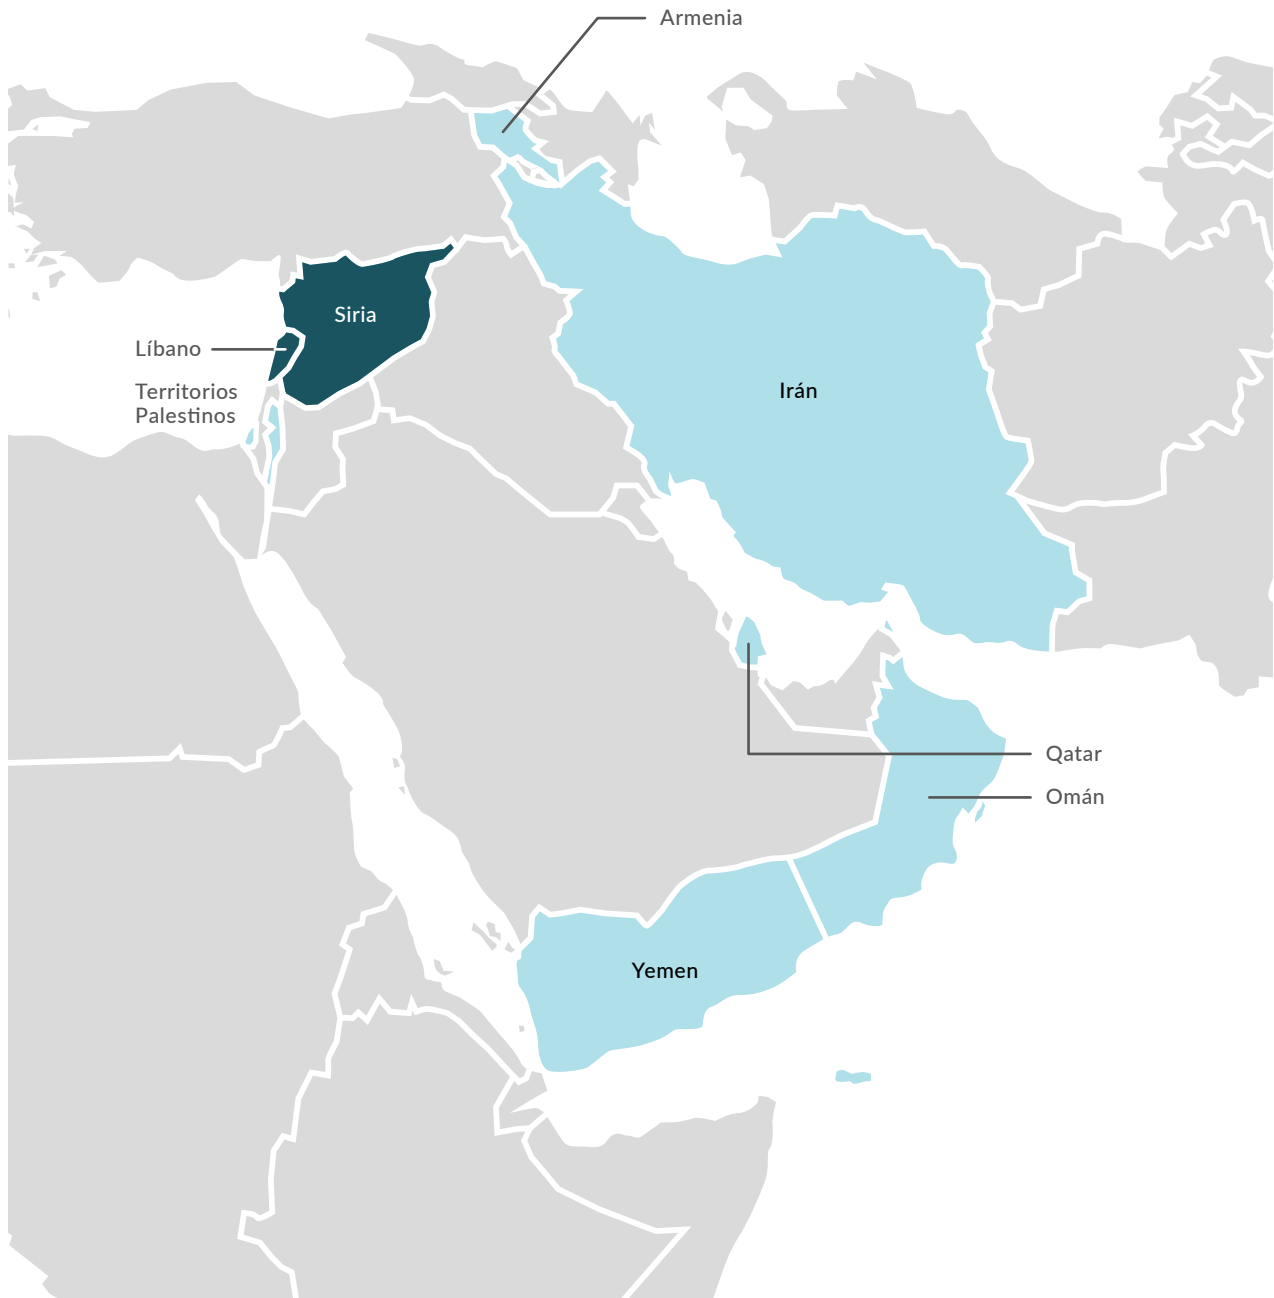 Armenia
Siria
Líbano
Territorios
Palestinos
Irán
Qatar
Omán
Yemen